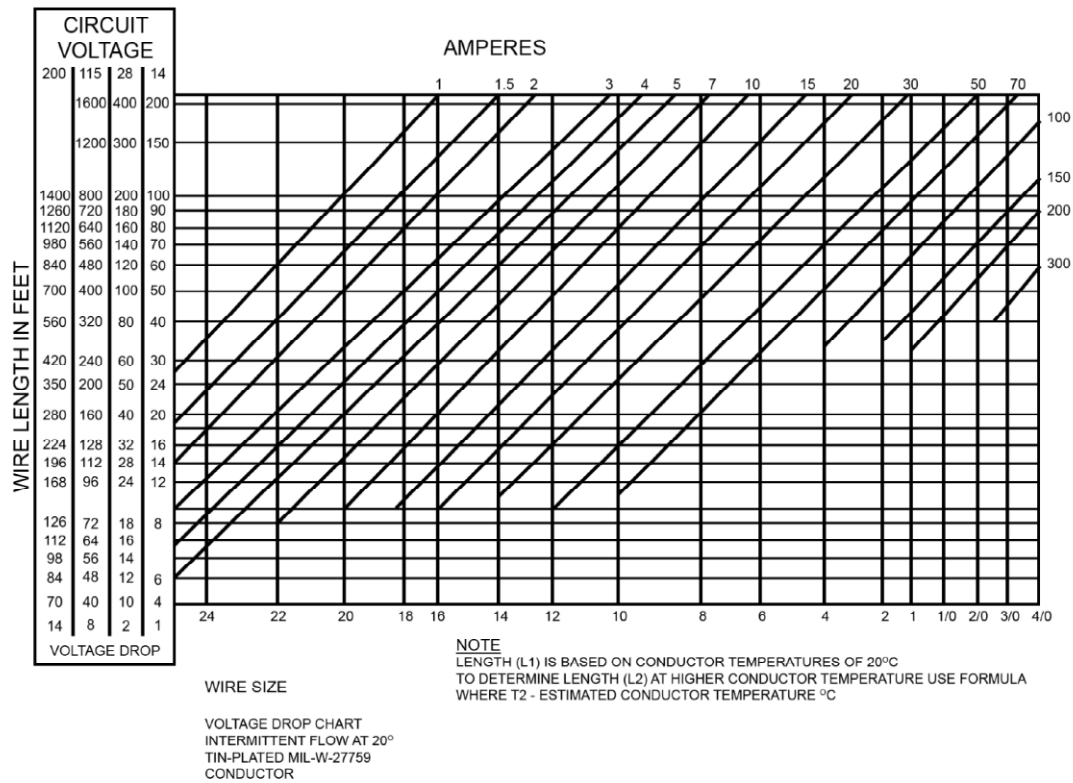 CIRCUIT
VOLTAGE
AMPERES
200 115 28 14
1 1.5 2 3 4 5 7 10 15 20 30 50 70
1600 400 200
100
1200 300 150
150
1400 800 200 100
1260 720 180 90
200
1120 640 160 80
980 560 140 70
840 480 120 60
300
700 400 100 50
560 320 80 40
420 240 60 30
350 200 50 24
280 160 40 20
224 128 32 16
196 112 28 14
168 96 24 12
126 72 18 8
112 64 16
98 56 14
84 48 12 6
70 40 10 4
14 8 2 1
VOLTAGE DROP
WIRE LENGTH IN FEET
24 22 20 18 16 14 12 10 8 6 4 2 1 1/0 2/0 3/0 4/0
WIRE SIZE
NOTE
LENGTH (L1) IS BASED ON CONDUCTOR TEMPERATURES OF 20°C
TO DETERMINE LENGTH (L2) AT HIGHER CONDUCTOR TEMPERATURE USE FORMULA
WHERE T2 - ESTIMATED CONDUCTOR TEMPERATURE °C
VOLTAGE DROP CHART
INTERMITTENT FLOW AT 20°
TIN-PLATED MIL-W-27759
CONDUCTOR